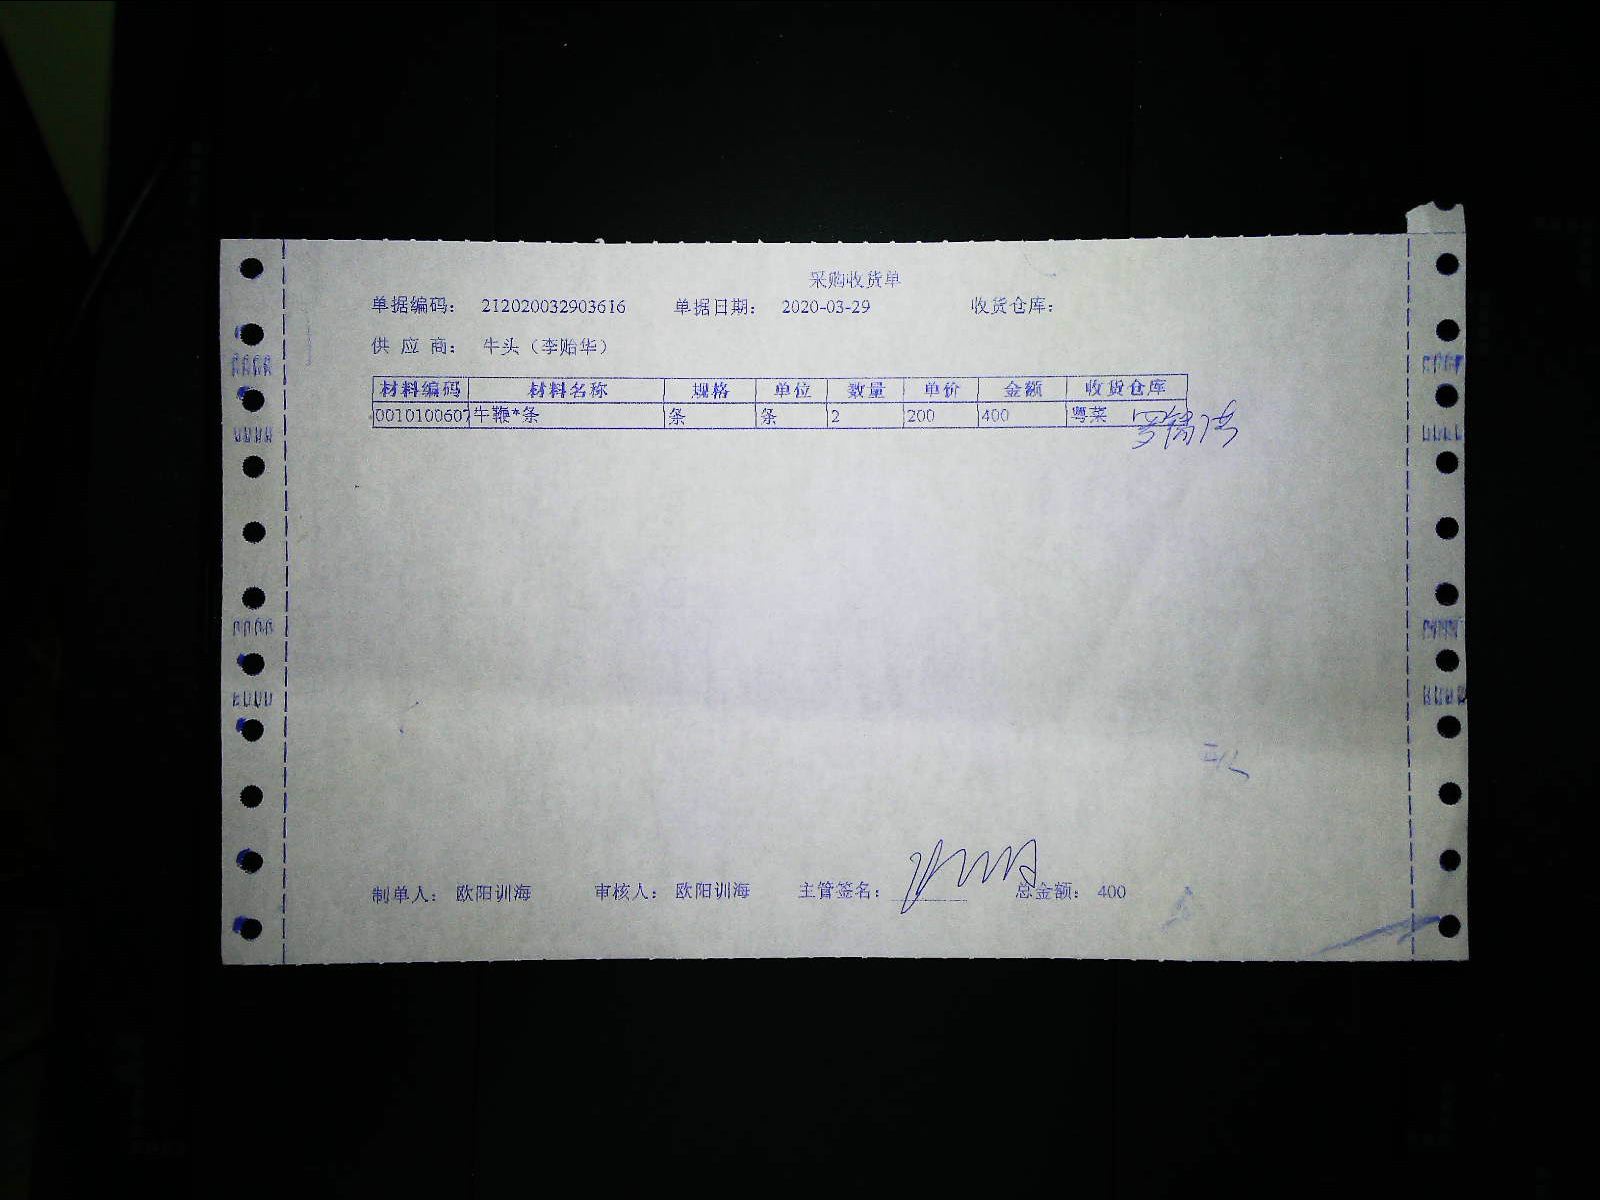 采购收货单
单据编码： 212020032903616 单据日期： 2020-03-29 收货仓库：
供 应 商： 牛头（李贻华）
材料编码 材料名称 规格 单位 数量 单价 金额 收货仓库
0010100607 牛鞭*条 条 条 2 200 400 粤菜
制单人： 欧阳训海 审核人： 欧阳训海 主管签名： 总金额： 400